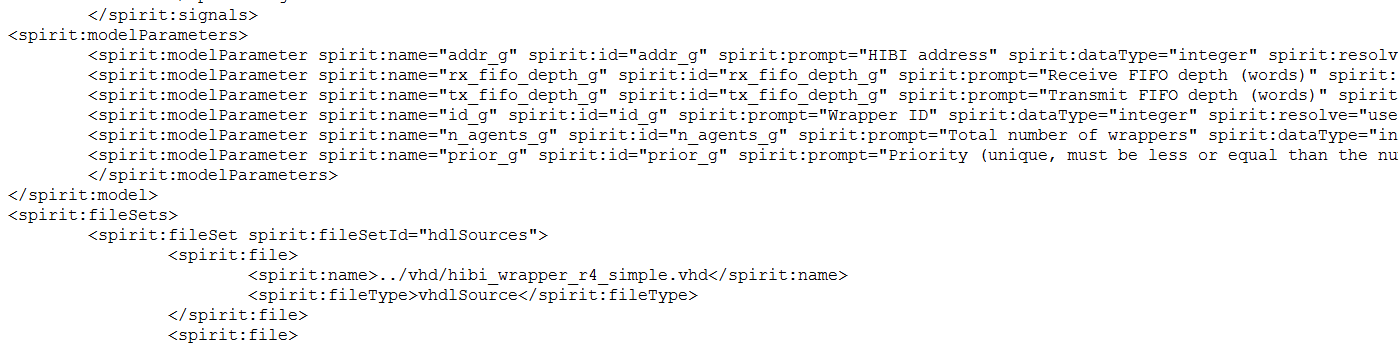 </spirit:signals>
<spirit:modelParameters>
<spirit:modelParameter spirit:name="addr_g" spirit:id="addr_g" spirit:prompt="HIBI address" spirit:dataType="integer" spirit:resolv
<spirit:modelParameter spirit:name="rx_fifo_depth_g" spirit:id="rx_fifo_depth_g" spirit:prompt="Receive FIFO depth (words)" spirit:
<spirit:modelParameter spirit:name="tx_fifo_depth_g" spirit:id="tx_fifo_depth_g" spirit:prompt="Transmit FIFO depth (words)" spirit
<spirit:modelParameter spirit:name="id_g" spirit:id="id_g" spirit:prompt="Wrapper ID" spirit:dataType="integer" spirit:resolve="use
<spirit:modelParameter spirit:name="n_agents_g" spirit:id="n_agents_g" spirit:prompt="Total number of wrappers" spirit:dataType="in
<spirit:modelParameter spirit:name="prior_g" spirit:id="prior_g" spirit:prompt="Priority (unique, must be less or equal than the nu
</spirit:modelParameters>
</spirit:model>
<spirit:fileSets>
<spirit:fileSet spirit:fileSetId="hdlSources">
<spirit:file>
<spirit:name>../vhd/hibi_wrapper_r4_simple.vhd</spirit:name>
<spirit:fileType>vhdlSource</spirit:fileType>
</spirit:file>
<spirit:file>